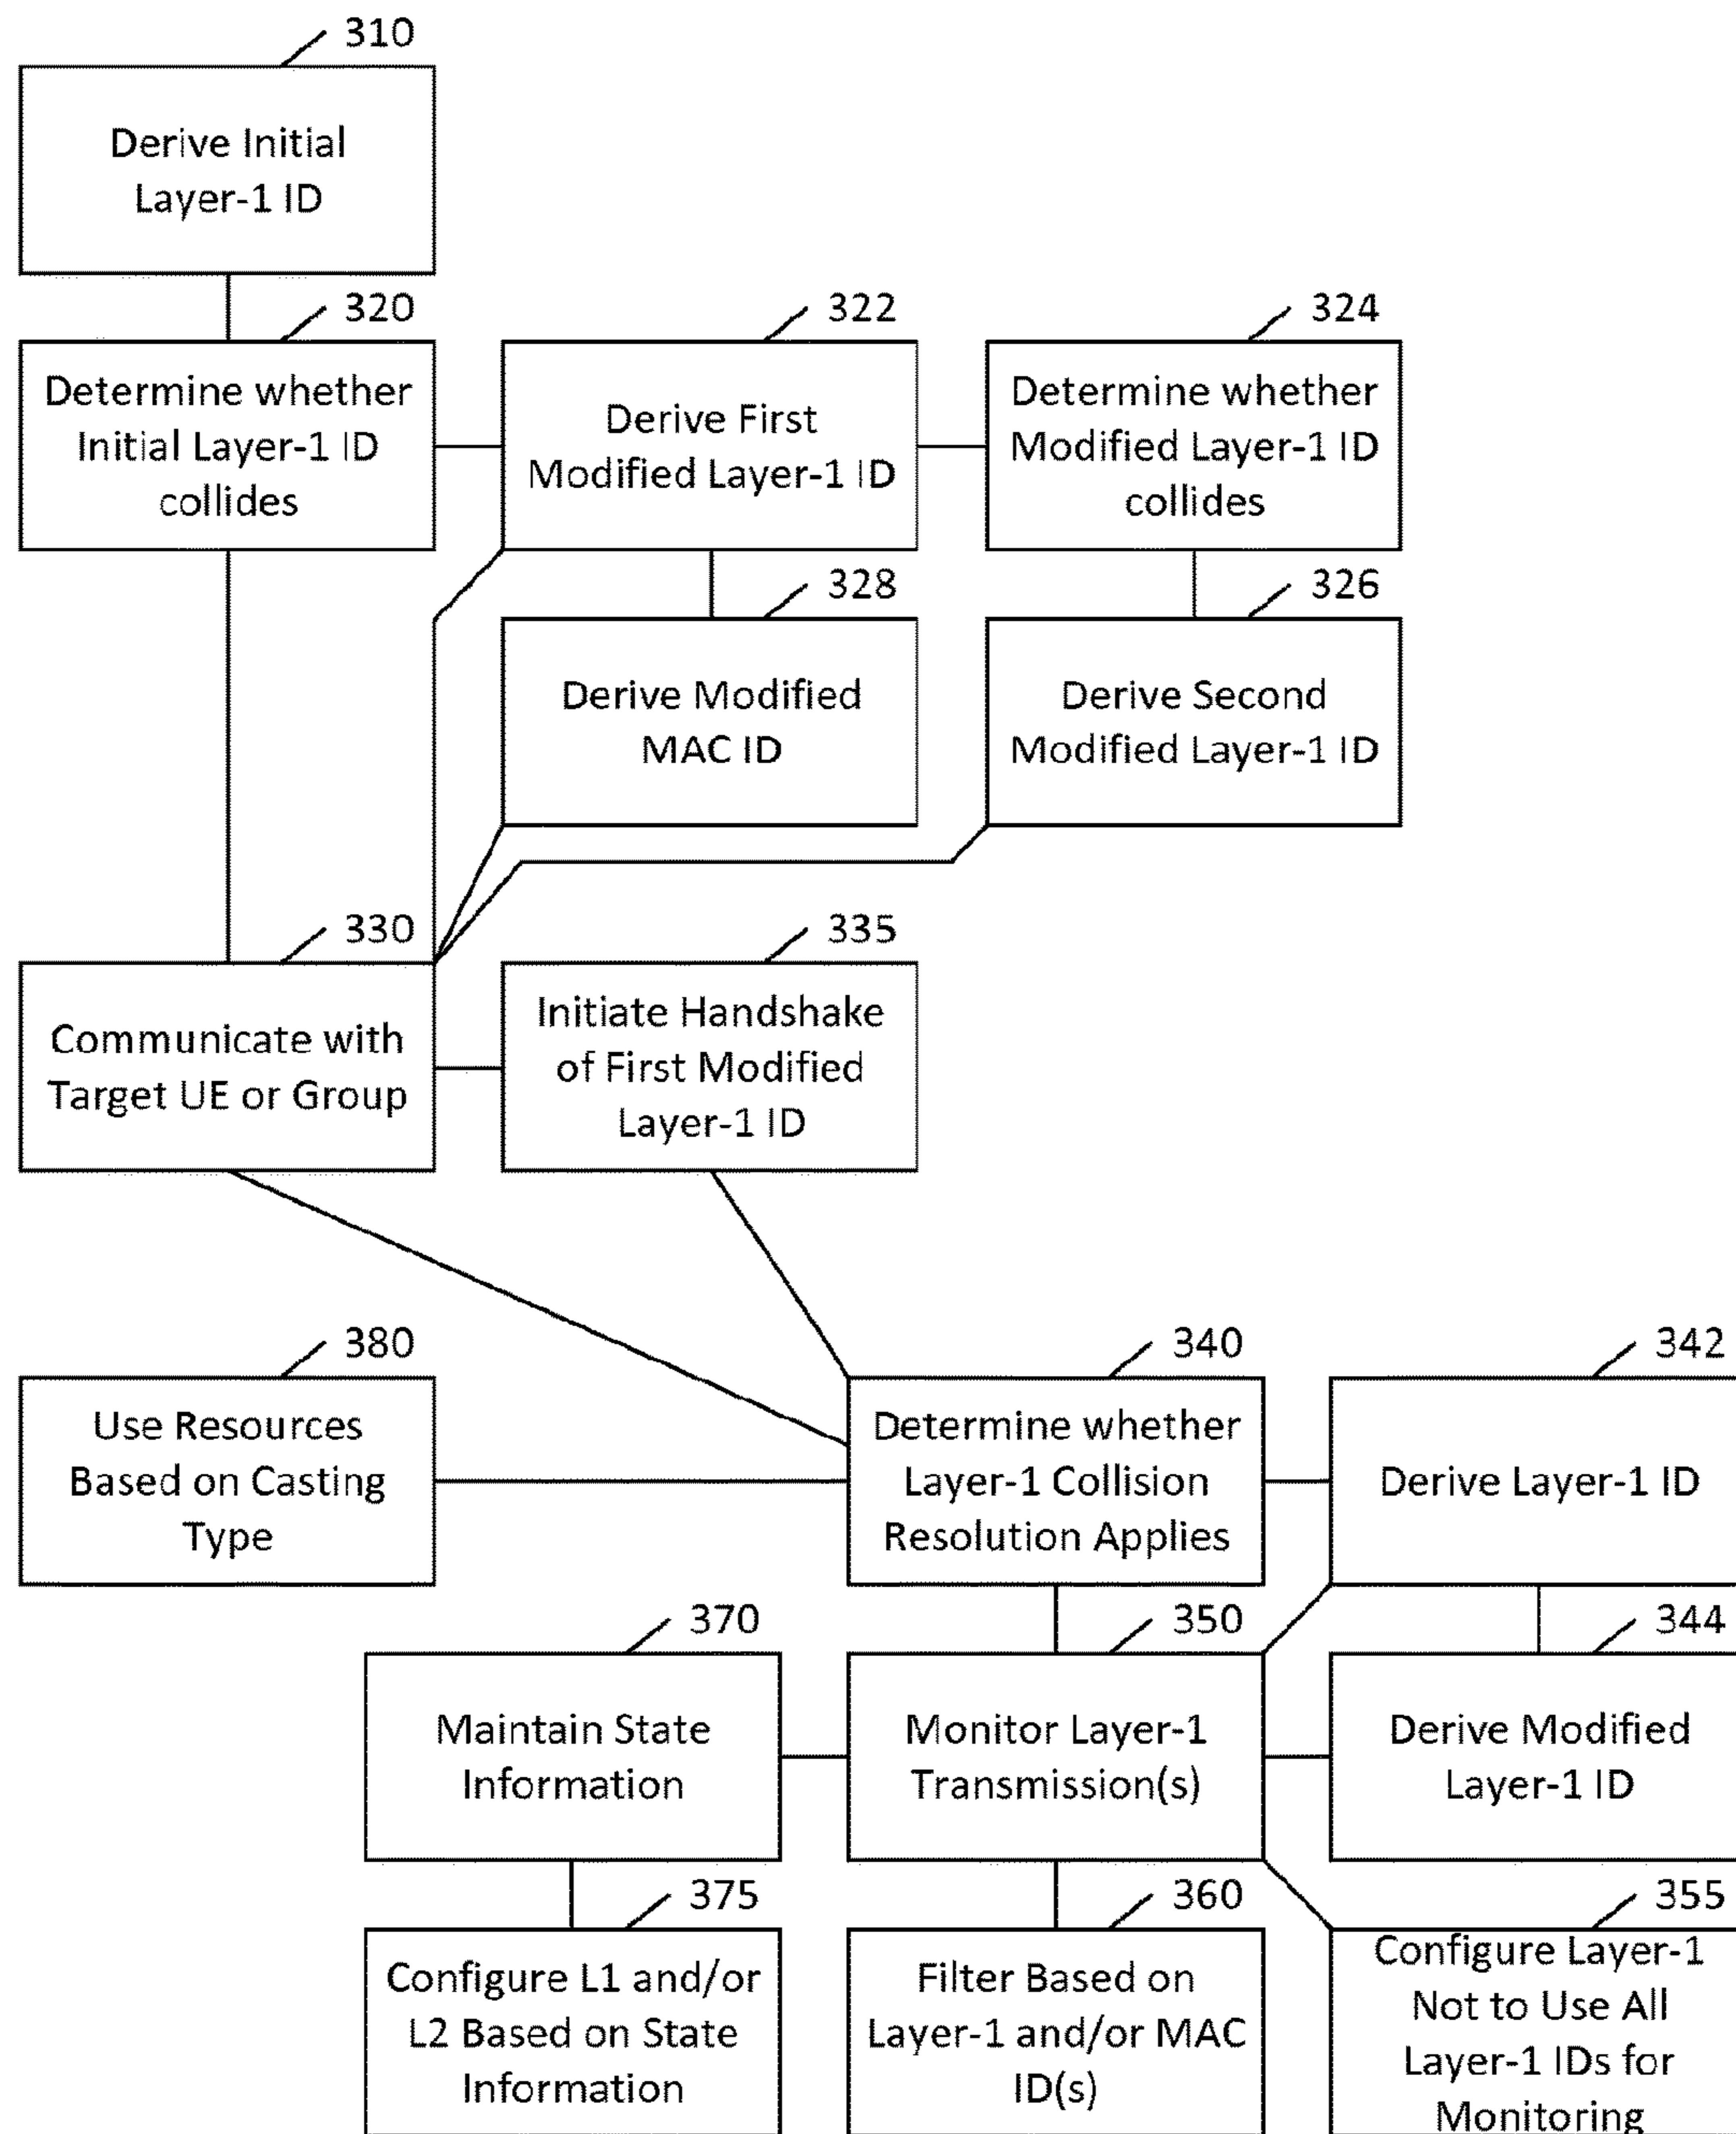 310
Derive Initial
Layer-1 ID
320
Determine whether
Initial Layer-1 ID
collides
322
Derive First
Modified Layer-1 ID
324
Determine whether
Modified Layer-1 ID
collides
328
Derive Modified
MAC ID
326
Derive Second
Modified Layer-1 ID
330
Communicate with
Target UE or Group
335
Initiate Handshake
of First Modified
Layer-1 ID
380
Use Resources
Based on Casting
Type
340
Determine whether
Layer-1 Collision
Resolution Applies
342
Derive Layer-1 ID
370
Maintain State
Information
350
Monitor Layer-1
Transmission(s)
344
Derive Modified
Layer-1 ID
375
Configure L1 and/or
L2 Based on State
Information
360
Filter Based on
Layer-1 and/or MAC
ID(s)
355
Configure Layer-1
Not to Use All
Layer-1 IDs for
Monitoring